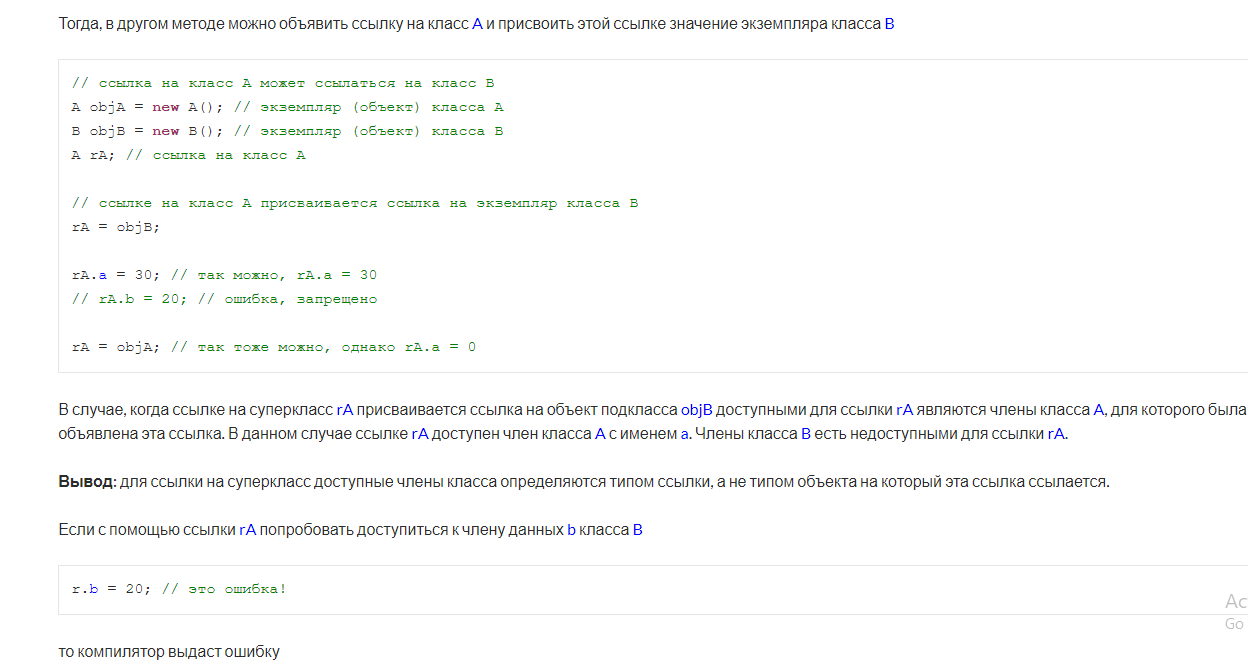 Тогда, в другом методе можно объявить ссылку на класс A и присвоить этой ссылке значение экземпляра класса B
// ссылка на класс A может ссылаться на класс B
A objA = new A(); // экземпляр (объект) класса A
B objB = new B(); // экземпляр (объект) класса B
A rA; // ссылка на класс A
// ссылке на класс A присваивается ссылка на экземпляр класса B
rA = objB;
rA.a = 30; // так можно, rA.a = 30
// rA.b = 20; // ошибка, запрещено
rA = objA; // так тоже можно, однако rA.a = 0
В случае, когда ссылке на суперкласс rA присваивается ссылка на объект подкласса objB доступными для ссылки rA являются члены класса A, для которого была
объявлена эта ссылка. В данном случае ссылке rA доступен член класса A с именем a. Члены класса B есть недоступными для ссылки rA.
Вывод: для ссылки на суперкласс доступные члены класса определяются типом ссылки, а не типом объекта на который эта ссылка ссылается.
Если с помощью ссылки rA попробовать доступиться к члену данных b класса B
r.b = 20; // это ошибка!
Ac
Go
то компилятор выдаст ошибку